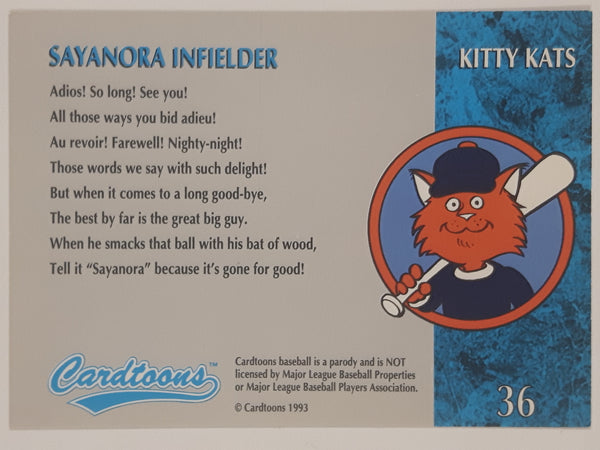 SAYANORA INFIELDER
KITTY KATS
Adios! So long! See you!
All those ways you bid adieu!
Au revoir! Farewell! Nighty-night!
Those words we say with such delight!
But when it comes to a long good-bye,
The best by far is the great big guy.
When he smacks that ball with his bat of wood,
Tell it “Sayanora” because it’s gone for good!
Cardtoons™
Cardtoons baseball is a parody and is NOT
licensed by Major League Baseball Properties
or Major League Baseball Players Association.
© Cardtoons 1993
36